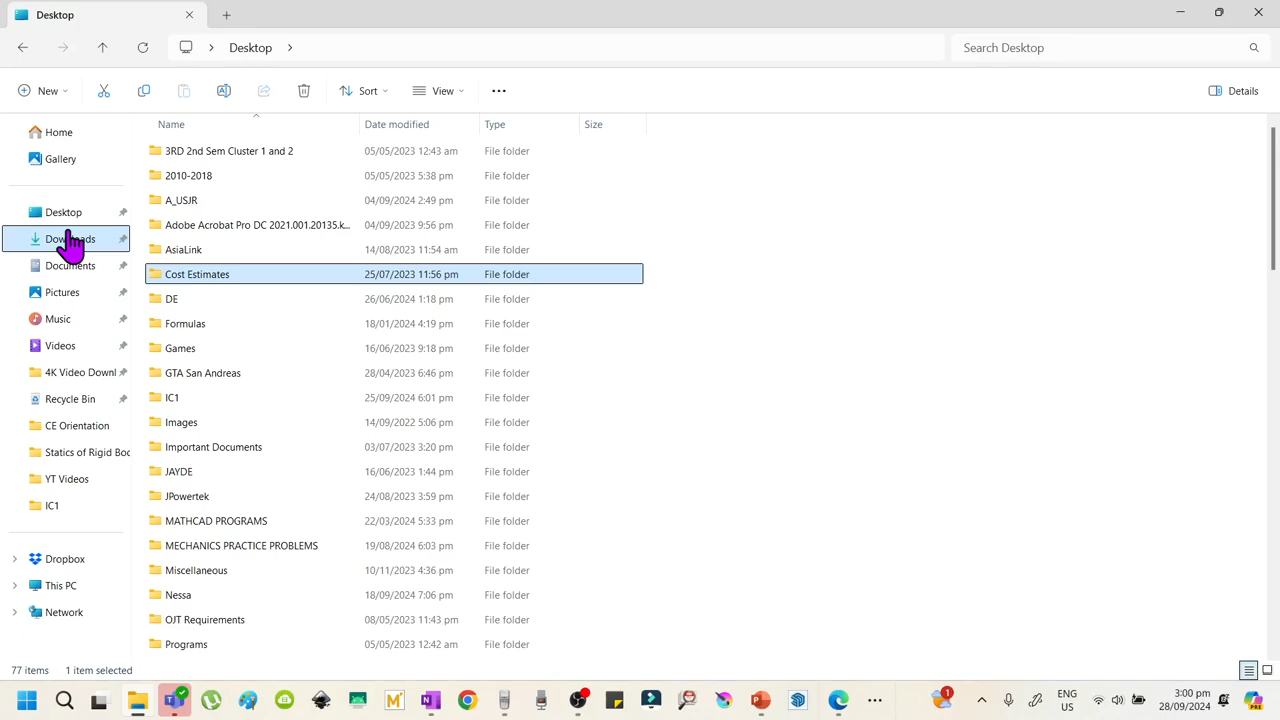 Desktop
Desktop
Search Desktop
New
Sort
View
Details
Name
Date modified
Type
Size
Home
Gallery
Desktop
Downloads
Documents
Pictures
Music
Videos
4K Video Downl
Recycle Bin
CE Orientation
Statics of Rigid Boc
YT Videos
IC1
Dropbox
This PC
Network
3RD 2nd Sem Cluster 1 and 2 05/05/2023 12:43 am File folder
2010-2018 05/05/2023 5:38 pm File folder
A_USJR 04/09/2024 2:49 pm File folder
Adobe Acrobat Pro DC 2021.001.20135.k... 04/09/2023 9:56 pm File folder
AsiaLink 14/08/2023 11:54 am File folder
Cost Estimates 25/07/2023 11:56 pm File folder
DE 26/06/2024 1:18 pm File folder
Formulas 18/01/2024 4:19 pm File folder
Games 16/06/2023 9:18 pm File folder
GTA San Andreas 28/04/2023 6:46 pm File folder
IC1 25/09/2024 6:01 pm File folder
Images 14/09/2022 5:06 pm File folder
Important Documents 03/07/2023 3:20 pm File folder
JAYDE 16/06/2023 1:44 pm File folder
JPowertek 24/08/2023 3:59 pm File folder
MATHCAD PROGRAMS 22/03/2024 5:33 pm File folder
MECHANICS PRACTICE PROBLEMS 19/08/2024 6:03 pm File folder
Miscellaneous 10/11/2023 4:36 pm File folder
Nessa 18/09/2024 7:06 pm File folder
OJT Requirements 08/05/2023 11:43 pm File folder
Programs 05/05/2023 12:42 am File folder
77 items 1 item selected
1
ENG
US
3:00 pm
28/09/2024
PRE